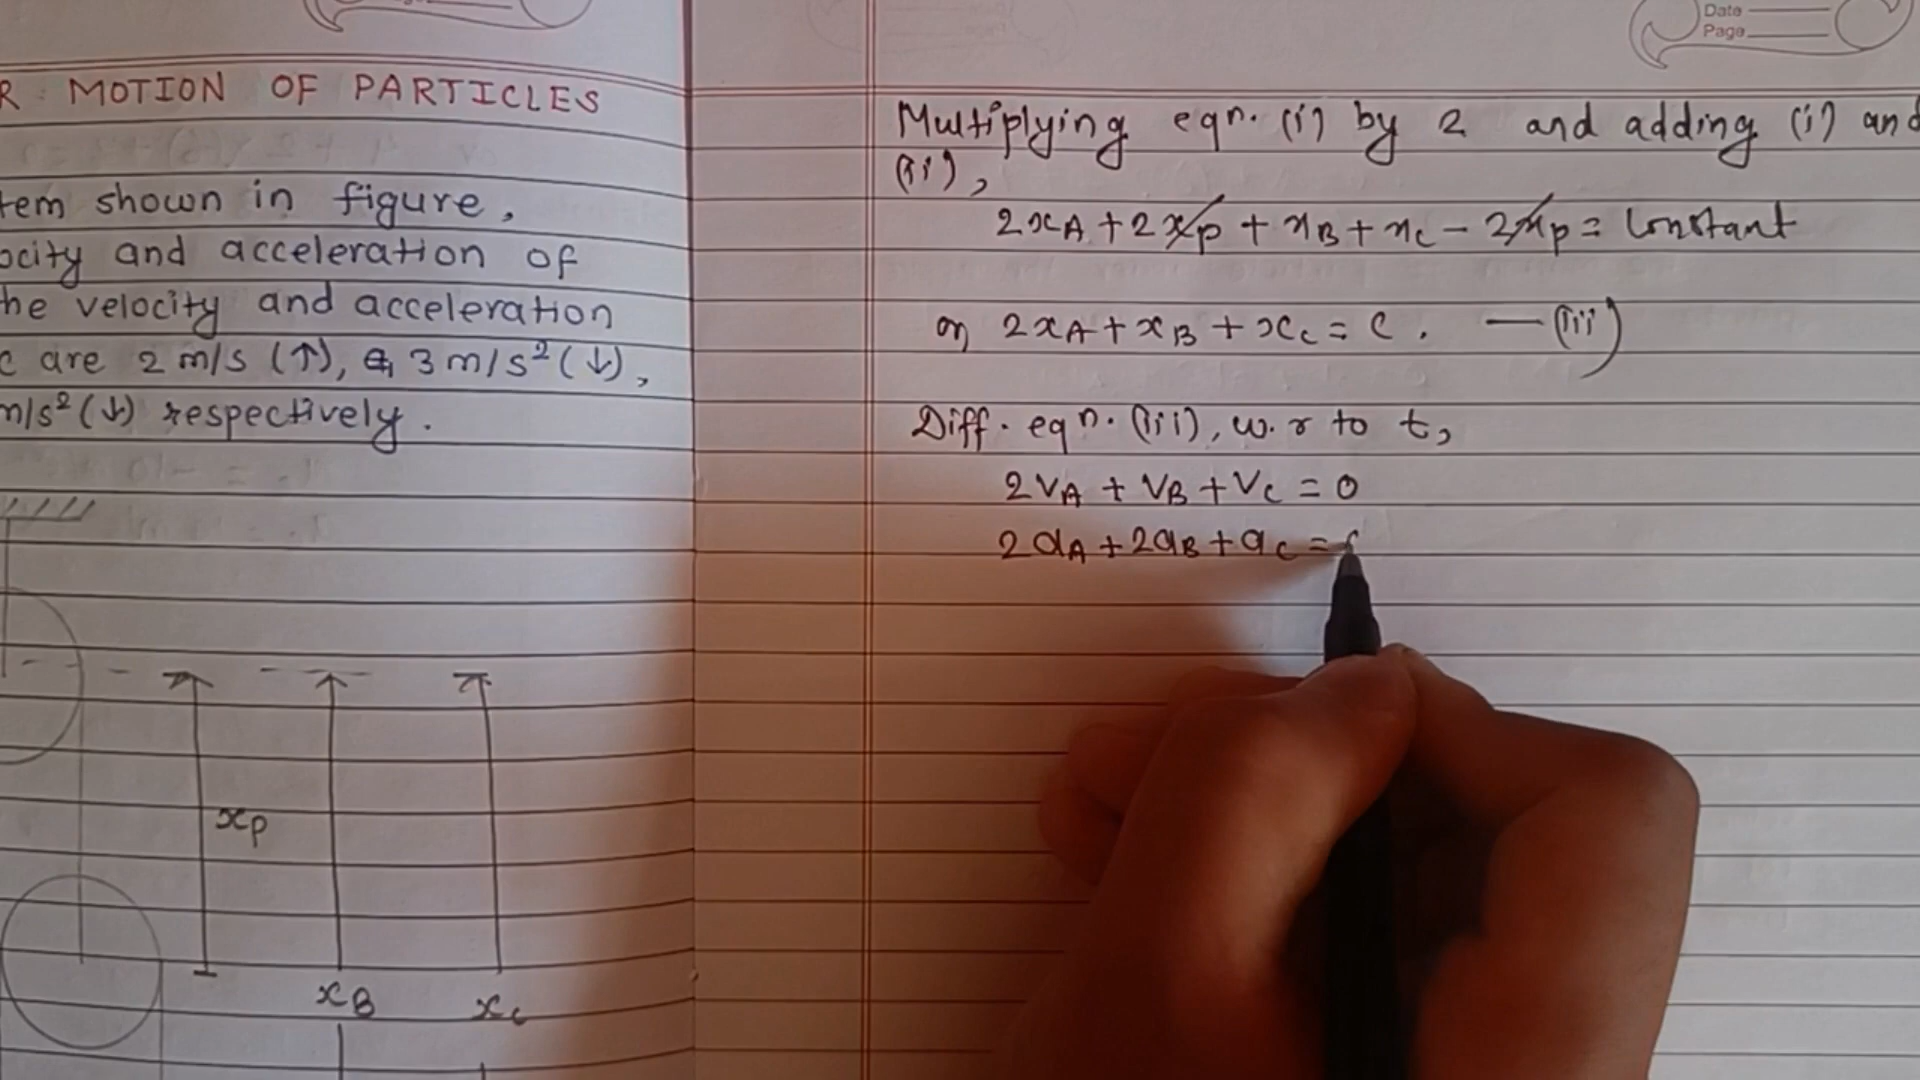 R MOTION OF PARTICLES
tem shown in figure,
ocity and acceleration of
he velocity and acceleration
c are 2 m/s (↑), 3 m/s² (↓),
m/s² (↓) respectively.
xP
xB
xC
Date
Page
Multiplying eqn. (i) by 2 and adding (i) and
(ii),
2xA + 2xp + xB + xC - 2xp = Constant
or 2xA + xB + xC = C. — (iii)
Diff. eqn. (iii), w.r to t,
2VA + VB + VC = 0
2aA + 2aB + aC =